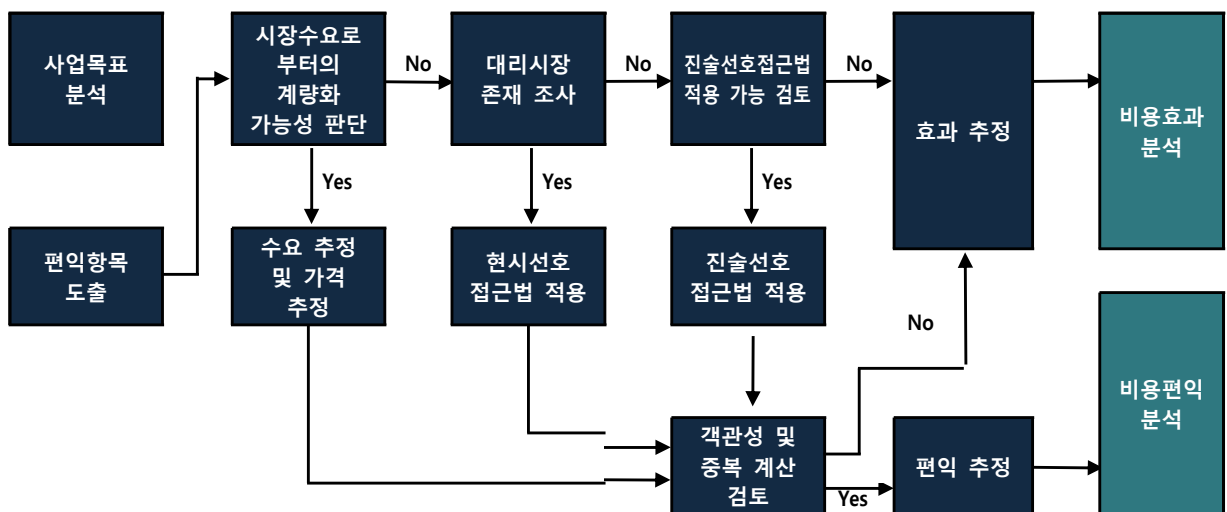 사업목표
분석
시장수요로
부터의
계량화
가능성 판단
No
대리시장
존재 조사
No
진술선호접근법
적용 가능 검토
No
효과 추정
비용효과
분석
Yes
Yes
Yes
편익항목
도출
수요 추정
및 가격
추정
현시선호
접근법 적용
진술선호
접근법 적용
No
객관성 및
중복 계산
검토
Yes
편익 추정
비용편익
분석